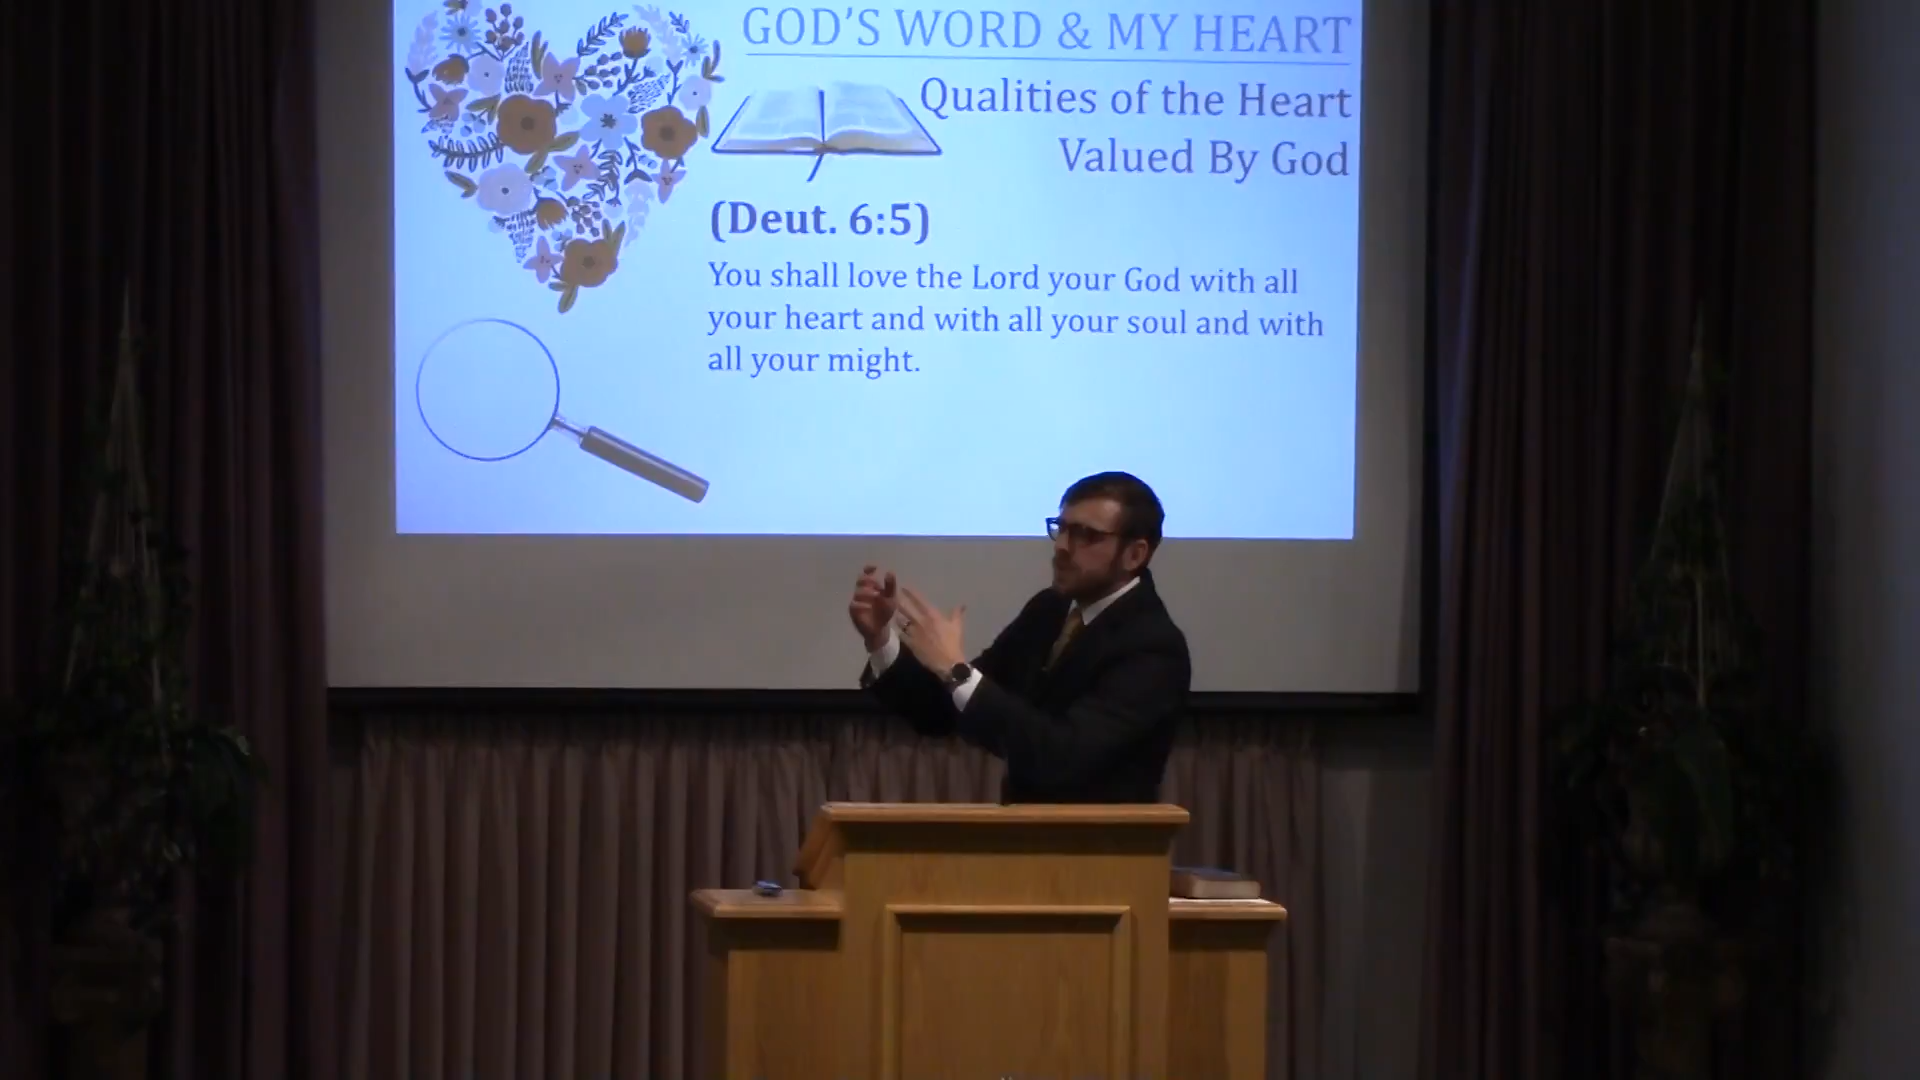 GOD'S WORD & MY HEART
Qualities of the Heart
Valued By God
(Deut. 6:5)
You shall love the Lord your God with all
your heart and with all your soul and with
all your might.